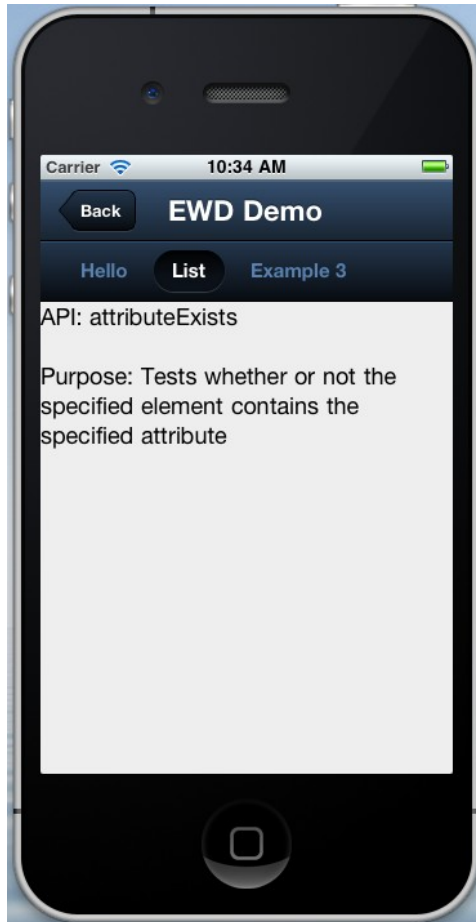 Carrier 10:34 AM
Back EWD Demo
Hello List Example 3
API: attributeExists
Purpose: Tests whether or not the
specified element contains the
specified attribute